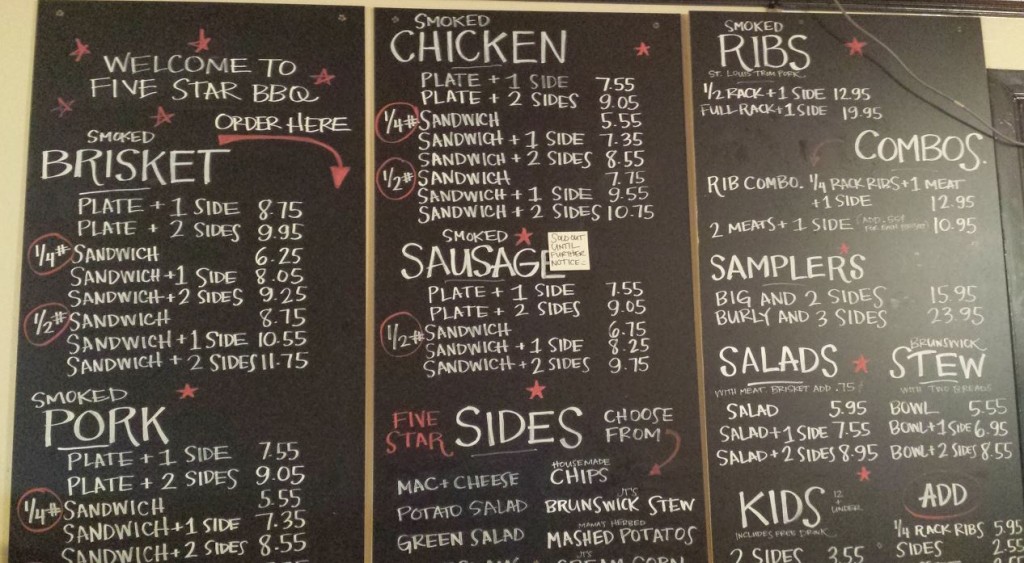 WELCOME TO
FIVE STAR BBQ
ORDER HERE
SMOKED
BRISKET
PLATE + 1 SIDE 8.75
PLATE + 2 SIDES 9.95
1/4# SANDWICH 6.25
SANDWICH+1 SIDE 8.05
SANDWICH+2 SIDES 9.25
1/2# SANDWICH 8.75
SANDWICH+1 SIDE 10.55
SANDWICH + 2 SIDES 11.75
SMOKED
PORK
PLATE + 1 SIDE 7.55
PLATE + 2 SIDES 9.05
1/4# SANDWICH 5.55
SANDWICH+1 SIDE 7.35
SANDWICH+2 SIDES 8.55
SMOKED
CHICKEN
PLATE + 1 SIDE 7.55
PLATE + 2 SIDES 9.05
1/4# SANDWICH 5.55
SANDWICH + 1 SIDE 7.35
SANDWICH + 2 SIDES 8.55
1/2# SANDWICH 7.75
SANDWICH + 1 SIDE 9.55
SANDWICH + 2 SIDES 10.75
SMOKED
SAUSAGE
SOLD OUT
UNTIL
FURTHER
NOTICE
PLATE + 1 SIDE 7.55
PLATE + 2 SIDES 9.05
1/2# SANDWICH 6.75
SANDWICH + 1 SIDE 8.25
SANDWICH + 2 SIDES 9.75
FIVE STAR SIDES CHOOSE FROM
MAC + CHEESE
POTATO SALAD
GREEN SALAD
HOUSEMADE
CHIPS
JT'S
BRUNSWICK STEW
MAMA'S HERBED
MASHED POTATOS
JT'S
CREAM CORN
SMOKED
RIBS
ST. LOUIS TRIM PORK
1/2 RACK+1 SIDE 12.95
FULL RACK+1 SIDE 19.95
COMBOS.
RIB COMBO. 1/4 RACK RIBS + 1 MEAT
+ 1 SIDE 12.95
2 MEATS + 1 SIDE 10.95
SAMPLERS
BIG AND 2 SIDES 15.95
BURLY AND 3 SIDES 23.95
SALADS
WITH MEAT. BRISKET ADD .75
SALAD 5.95
SALAD+1 SIDE 7.55
SALAD+2 SIDES 8.95
BRUNSWICK
STEW
WITH TWO BREADS
BOWL 5.55
BOWL+1 SIDE 6.95
BOWL+2 SIDES 8.55
KIDS 12 + UNDER
INCLUDES FREE DRINK
2 SIDES 3.55
ADD
1/4 RACK RIBS 5.95
SIDES 2.55